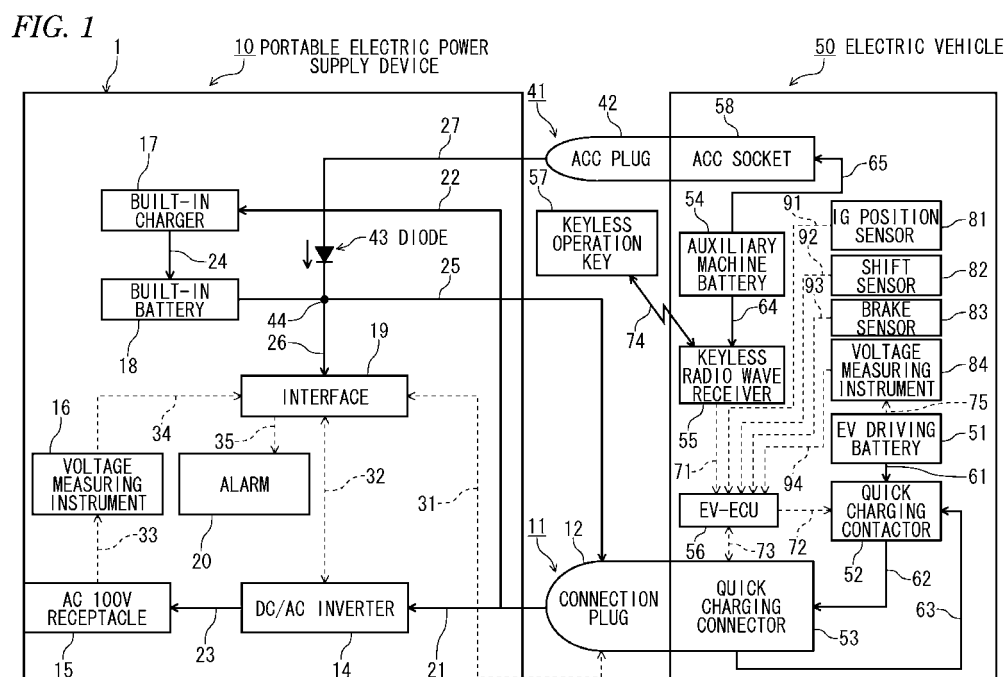 FIG. 1
10 PORTABLE ELECTRIC POWER
SUPPLY DEVICE
50 ELECTRIC VEHICLE
1
41
42
58
27
17
22
ACC PLUG
ACC SOCKET
57
65
BUILT-IN
CHARGER
KEYLESS
OPERATION
KEY
54
91
IG POSITION
SENSOR
81
92
43 DIODE
AUXILIARY
MACHINE
BATTERY
SHIFT
SENSOR
82
24
25
93
BUILT-IN
BATTERY
BRAKE
SENSOR
83
18
44
26
19
74
64
KEYLESS
RADIO WAVE
RECEIVER
VOLTAGE
MEASURING
INSTRUMENT
84
INTERFACE
16
34
35
55
75
71
EV DRIVING
BATTERY
51
VOLTAGE
MEASURING
INSTRUMENT
ALARM
32
31
94
61
EV-ECU
QUICK
CHARGING
CONTACTOR
33
20
11
12
56
73
72
52
62
AC 100V
RECEPTACLE
DC/AC INVERTER
CONNECTION
PLUG
QUICK
CHARGING
CONNECTOR
63
15
23
14
21
53